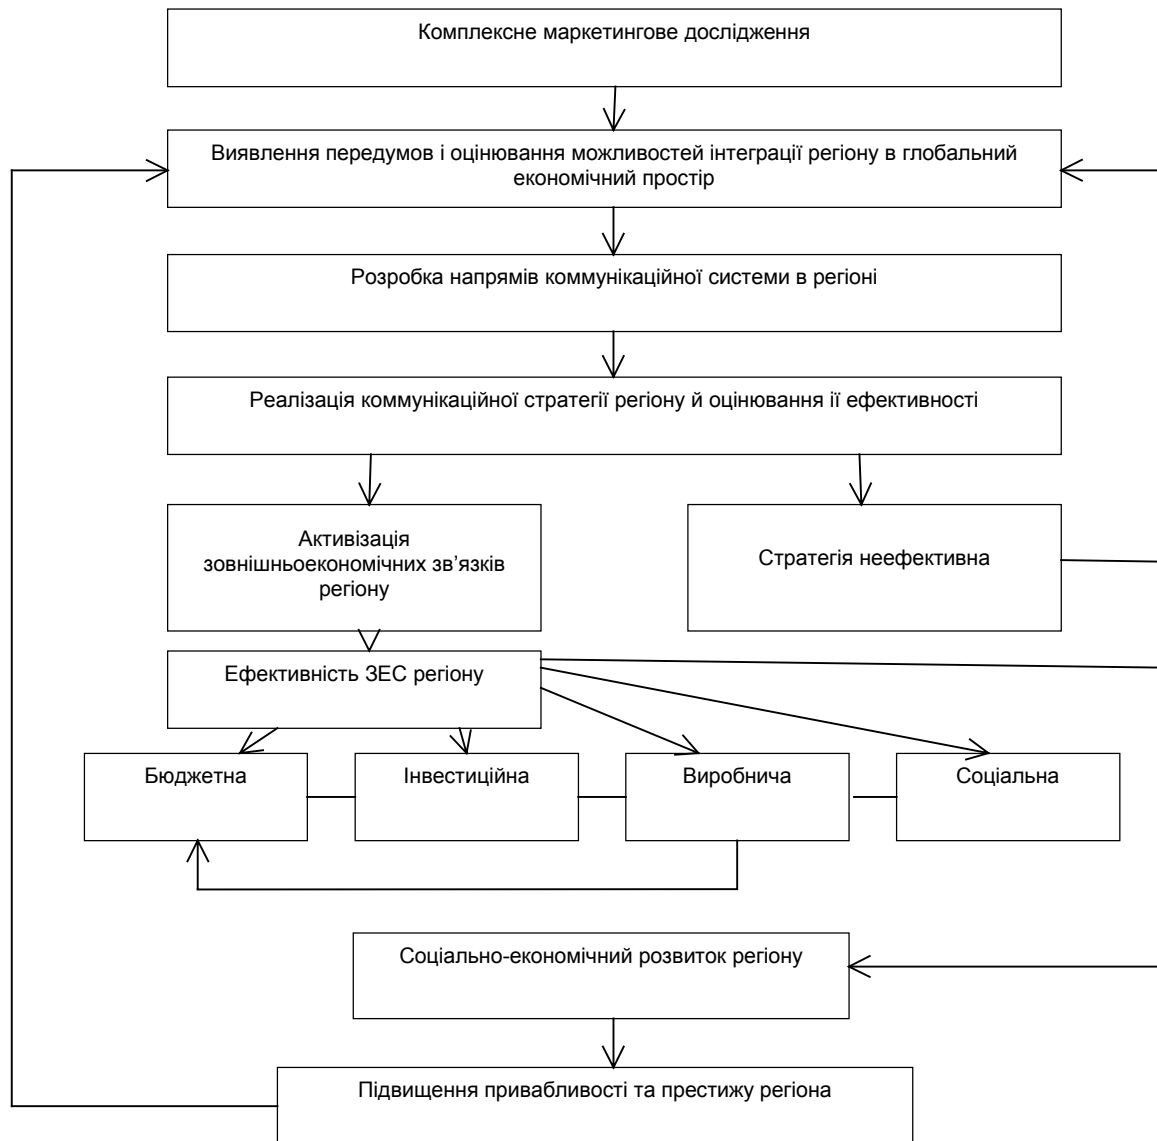 Комплексне маркетингове дослідження
Виявлення передумов і оцінювання можливостей інтеграції регіону в глобальний
економічний простір
Розробка напрямів коммунікаційної системи в регіоні
Реалізація коммунікаційної стратегії регіону й оцінювання ії ефективності
Активізація
зовнішньоекономічних зв’язків
регіону
Стратегія неефективна
Ефективність ЗЕС регіону
Бюджетна
Інвестиційна
Виробнича
Соціальна
Соціально-економічний розвиток регіону
Підвищення привабливості та престижу регіона